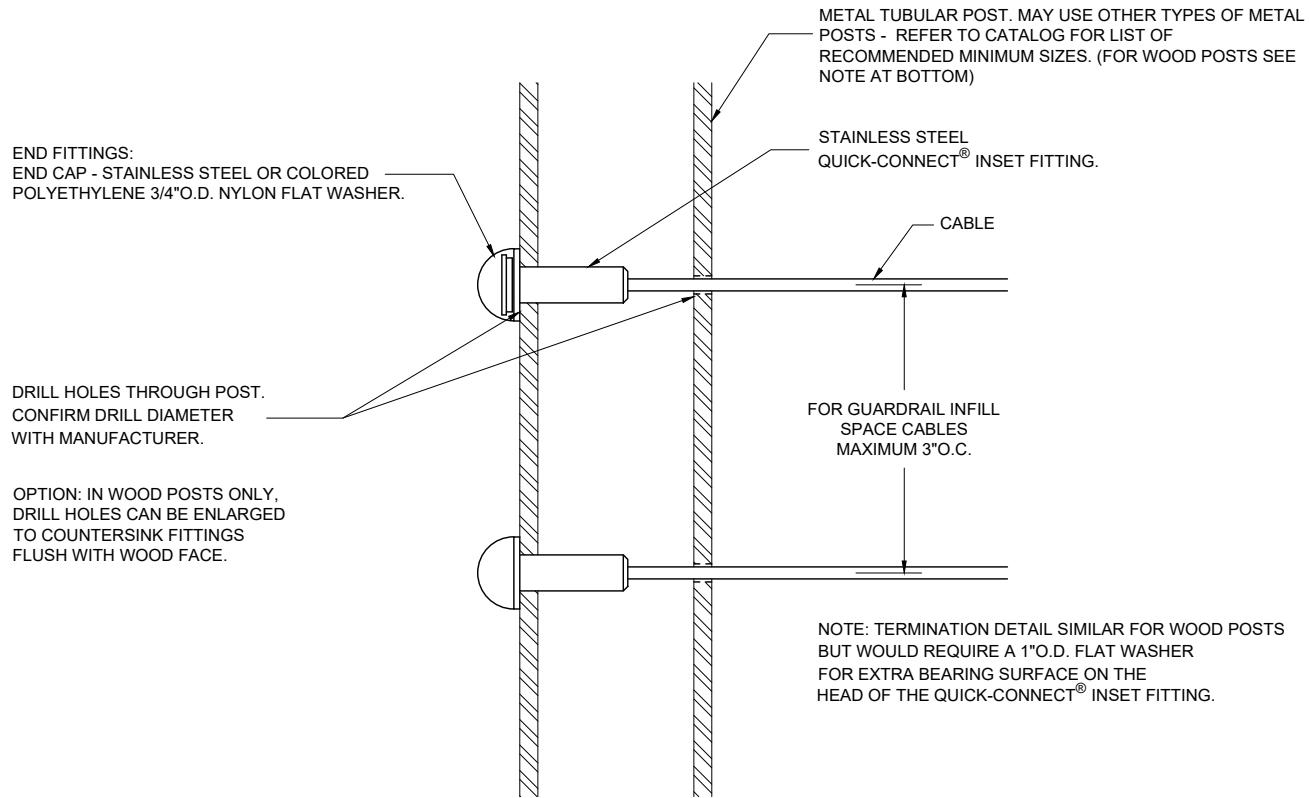 METAL TUBULAR POST. MAY USE OTHER TYPES OF METAL
POSTS - REFER TO CATALOG FOR LIST OF
RECOMMENDED MINIMUM SIZES. (FOR WOOD POSTS SEE
NOTE AT BOTTOM)
STAINLESS STEEL
QUICK-CONNECT® INSET FITTING.
END FITTINGS:
END CAP - STAINLESS STEEL OR COLORED
POLYETHYLENE 3/4"O.D. NYLON FLAT WASHER.
CABLE
DRILL HOLES THROUGH POST.
CONFIRM DRILL DIAMETER
WITH MANUFACTURER.
FOR GUARDRAIL INFILL
SPACE CABLES
MAXIMUM 3"O.C.
OPTION: IN WOOD POSTS ONLY,
DRILL HOLES CAN BE ENLARGED
TO COUNTERSINK FITTINGS
FLUSH WITH WOOD FACE.
NOTE: TERMINATION DETAIL SIMILAR FOR WOOD POSTS
BUT WOULD REQUIRE A 1"O.D. FLAT WASHER
FOR EXTRA BEARING SURFACE ON THE
HEAD OF THE QUICK-CONNECT® INSET FITTING.